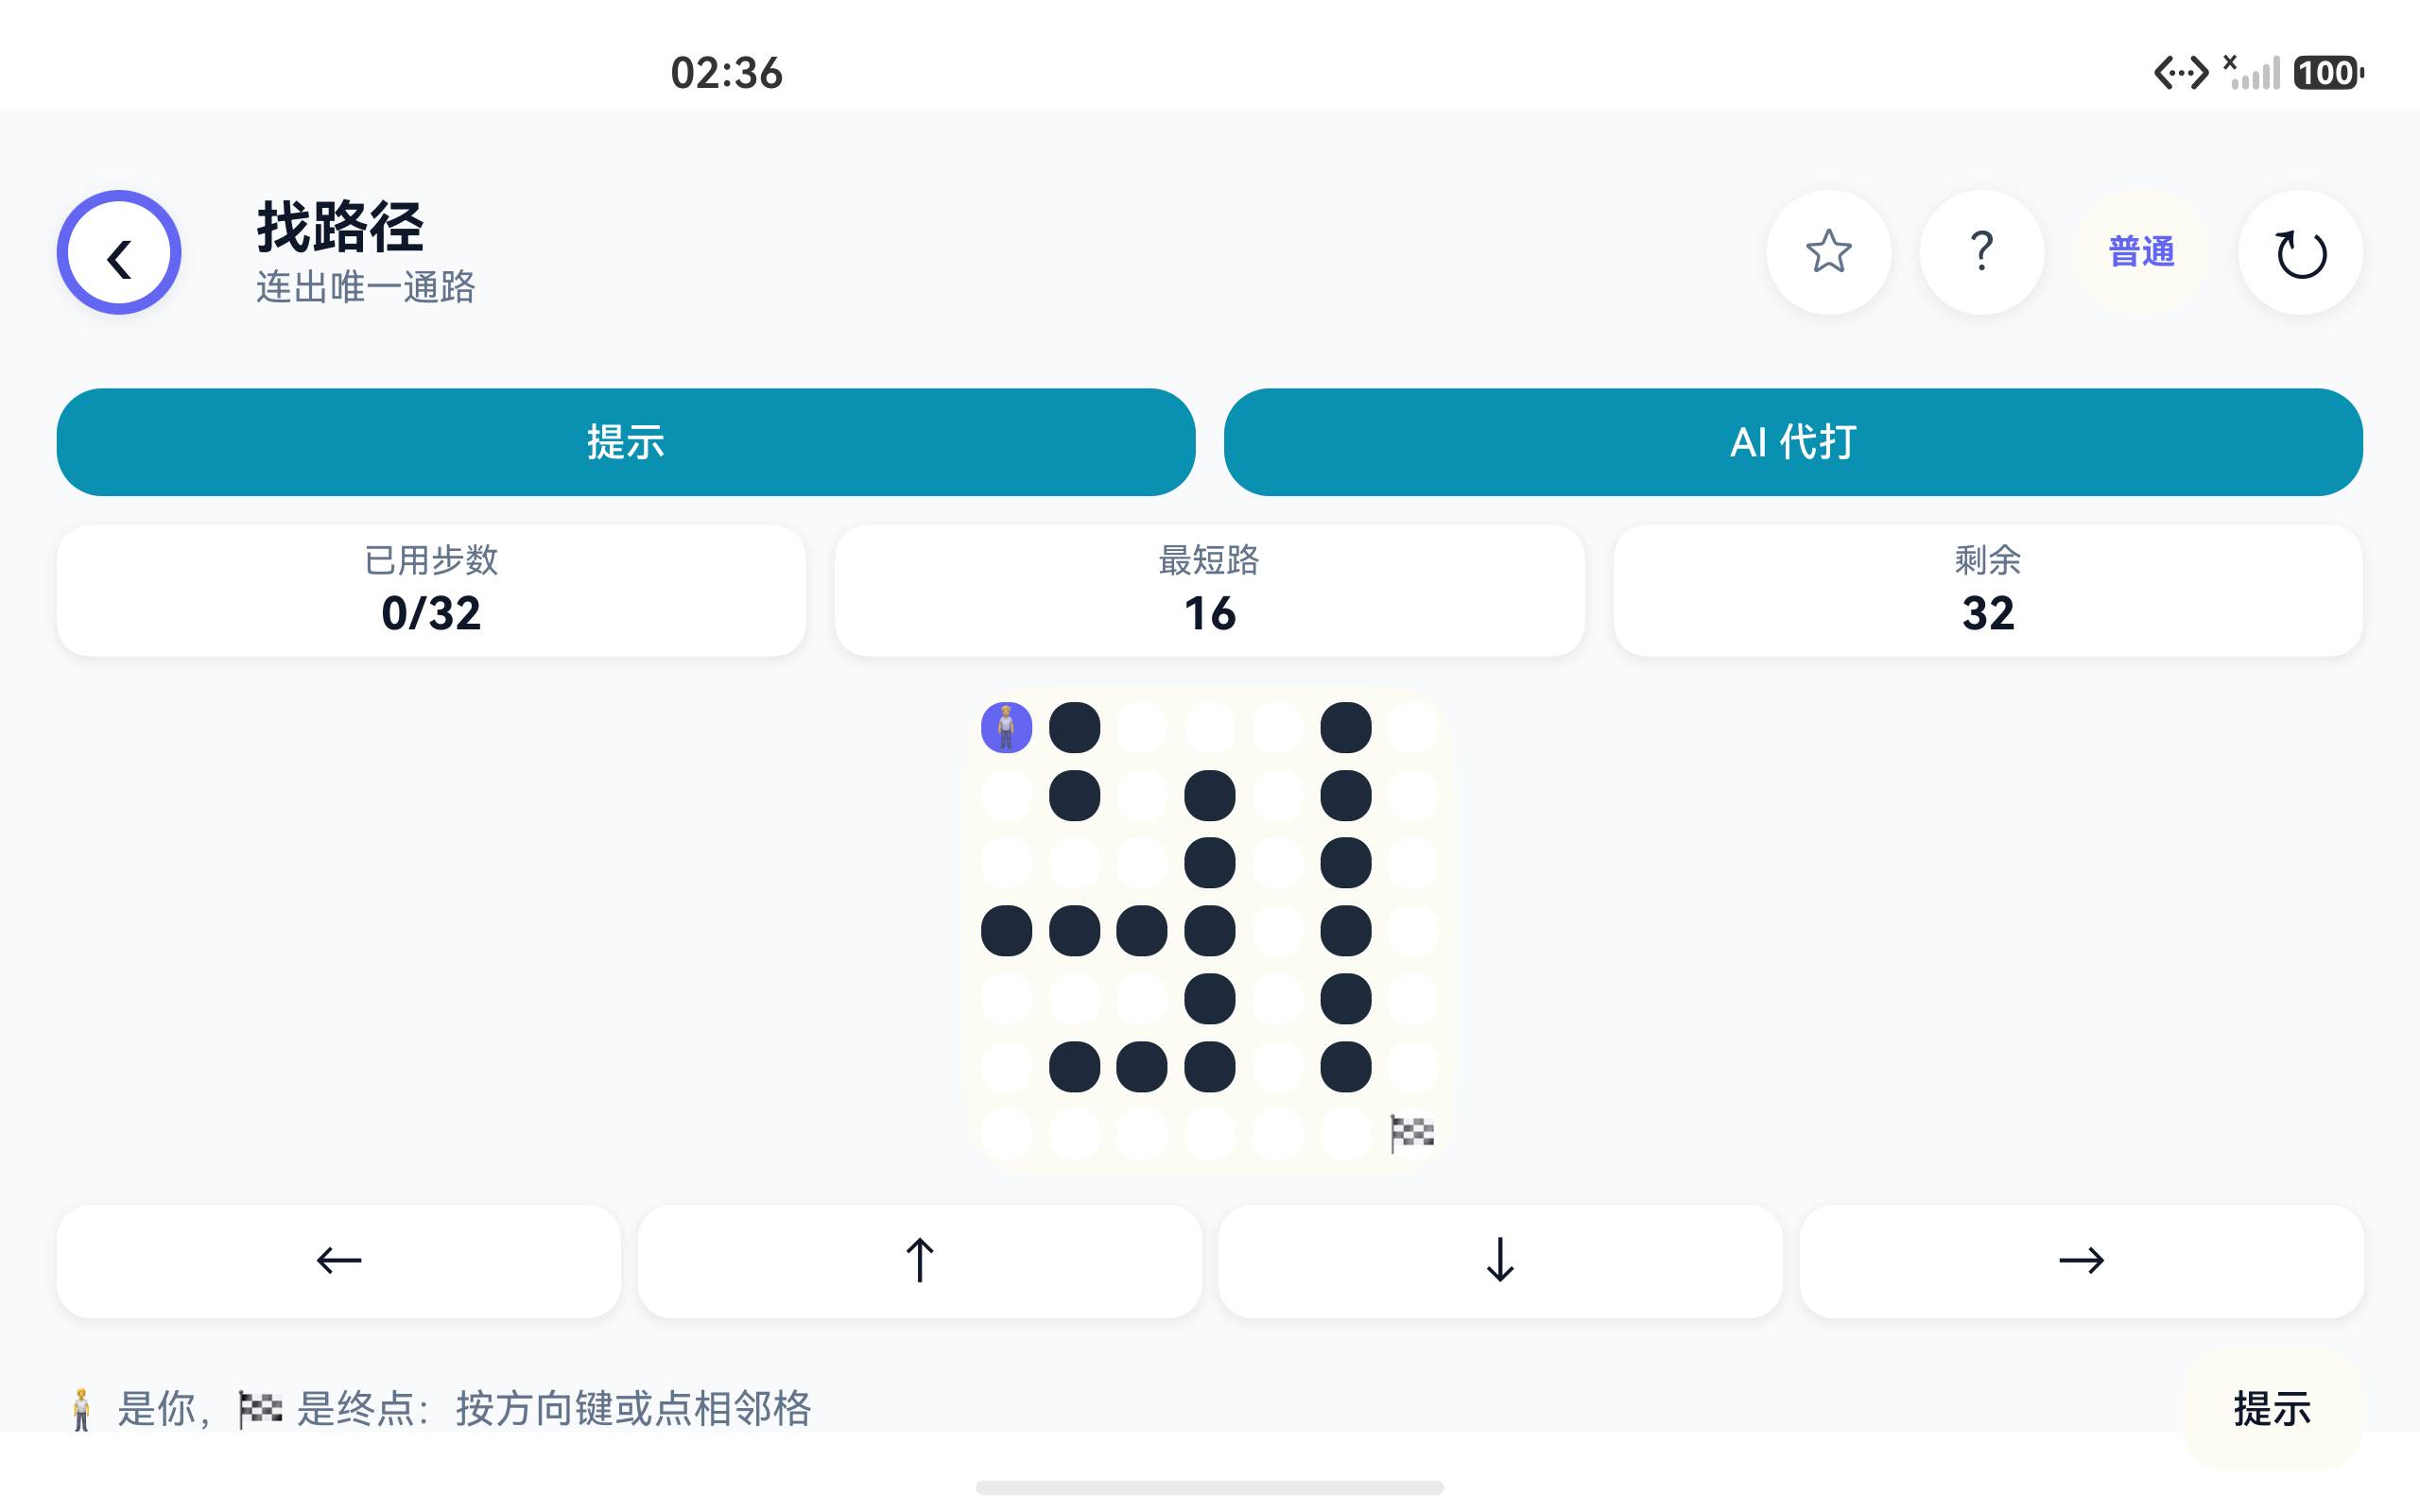 02:36
100
找路径
连出唯一通路
?
普通
提示
AI 代打
已用步数
0/32
最短路
16
剩余
32
← ↑ ↓ →
是你，🏁 是终点：按方向键或点相邻格
提示